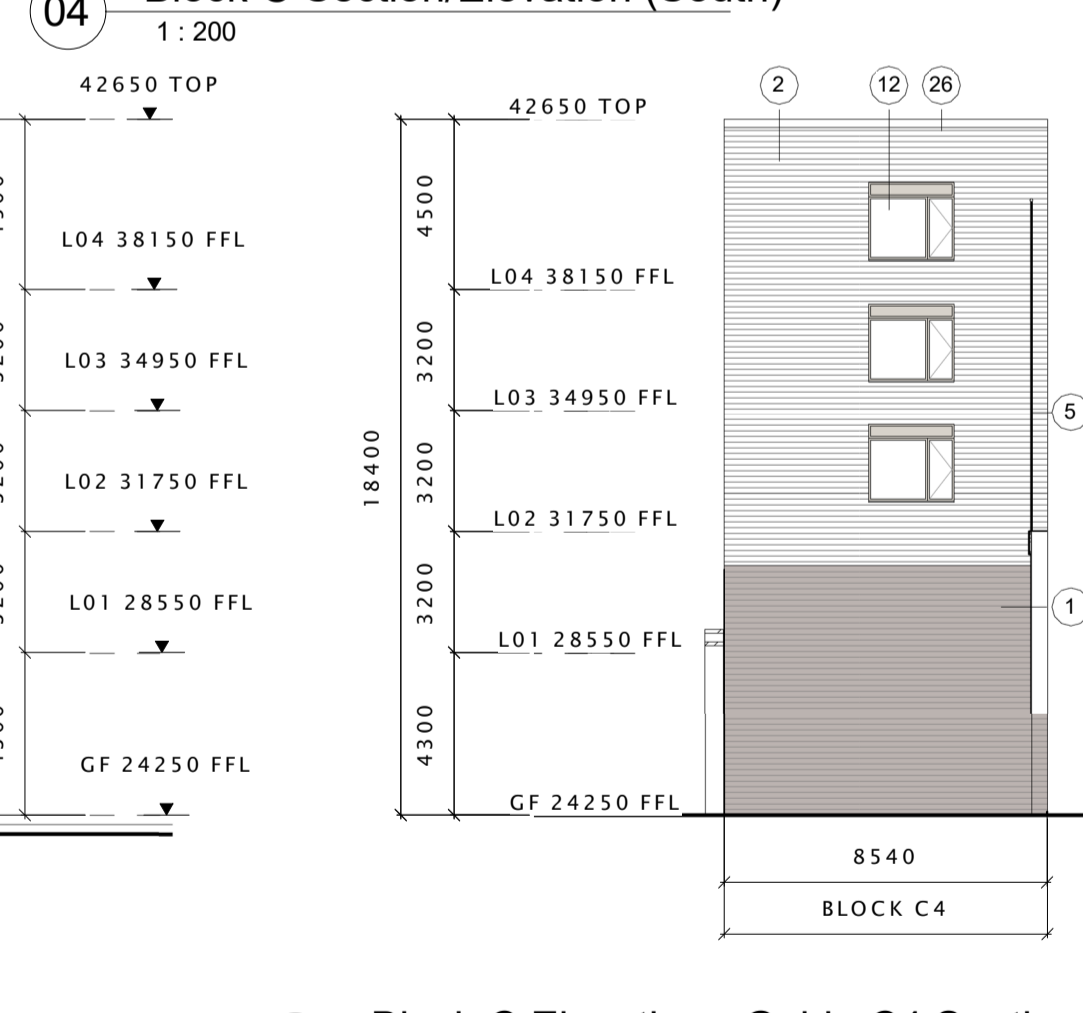 04
1 : 200
42650 TOP
L04 38150 FFL
L03 34950 FFL
L02 31750 FFL
L01 28550 FFL
GF 24250 FFL
42650 TOP
L04 38150 FFL
L03 34950 FFL
L02 31750 FFL
L01 28550 FFL
GF 24250 FFL
18400
4500
3200
3200
3200
4300
2
12
26
5
1
8540
BLOCK C4